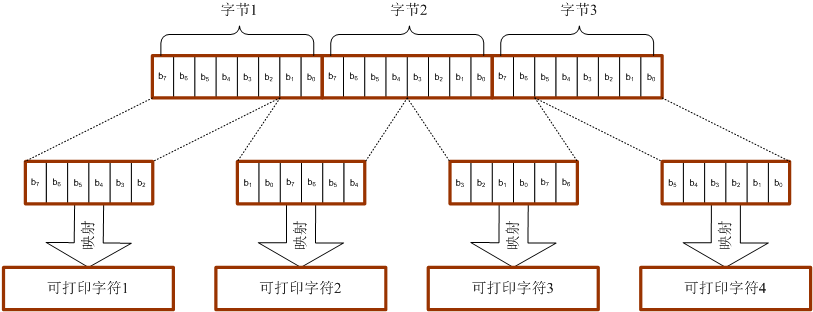 字节1 字节2 字节3
b7 b6 b5 b4 b3 b2 b1 b0 b7 b6 b5 b4 b3 b2 b1 b0 b7 b6 b5 b4 b3 b2 b1 b0
b7 b6 b5 b4 b3 b2 b1 b0 b7 b6 b5 b4 b3 b2 b1 b0 b7 b6 b5 b4 b3 b2 b1 b0
映射 映射 映射 映射
可打印字符1 可打印字符2 可打印字符3 可打印字符4